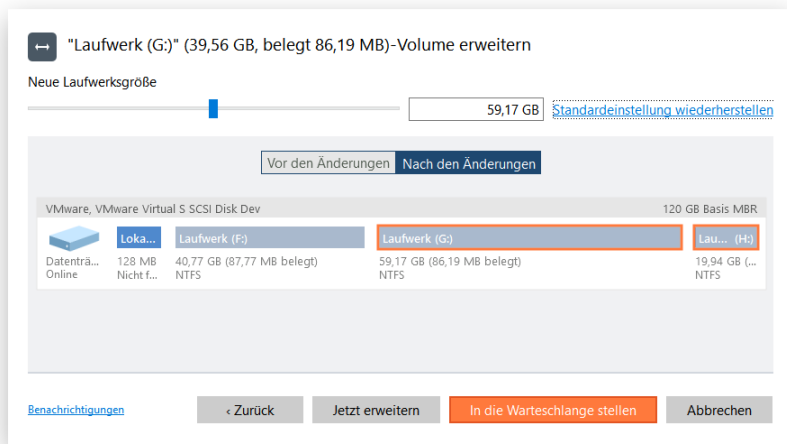 "Laufwerk (G:)" (39,56 GB, belegt 86,19 MB)-Volume erweitern
Neue Laufwerksgröße
59,17 GB Standardeinstellung wiederherstellen
Vor den Änderungen Nach den Änderungen
VMware, VMware Virtual S SCSI Disk Dev 120 GB Basis MBR
Loka... Laufwerk (F:) Laufwerk (G:) Lau... (H:)
Datenträ... 128 MB 40,77 GB (87,77 MB belegt) 59,17 GB (86,19 MB belegt) 19,94 GB (...
Online Nicht f... NTFS NTFS NTFS
Benachrichtigungen ‹ Zurück Jetzt erweitern In die Warteschlange stellen Abbrechen